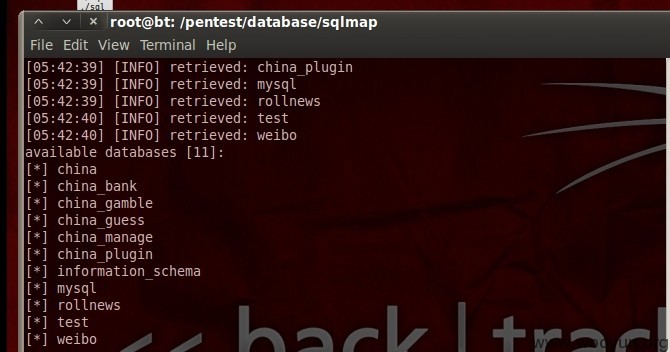 ./sql
root@bt: /pentest/database/sqlmap
File Edit View Terminal Help
[05:42:39] [INFO] retrieved: china_plugin
[05:42:39] [INFO] retrieved: mysql
[05:42:39] [INFO] retrieved: rollnews
[05:42:40] [INFO] retrieved: test
[05:42:40] [INFO] retrieved: weibo
available databases [11]:
[*] china
[*] china_bank
[*] china_gamble
[*] china_guess
[*] china_manage
[*] china_plugin
[*] information_schema
[*] mysql
[*] rollnews
[*] test
[*] weibo
<< back | track